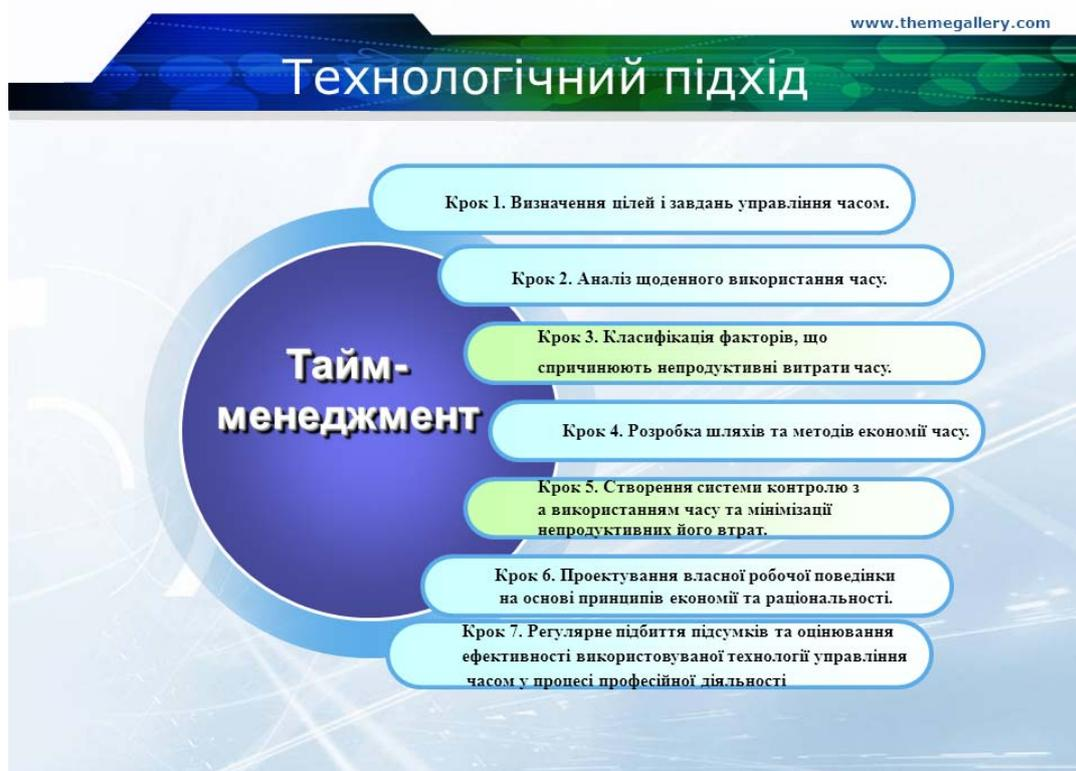 www.themegallery.com
Технологічний підхід
Крок 1. Визначення цілей і завдань управління часом.
Крок 2. Аналіз щоденного використання часу.
Тайм-
менеджмент
Крок 3. Класифікація факторів, що
спричинюють непродуктивні витрати часу.
Крок 4. Розробка шляхів та методів економії часу.
Крок 5. Створення системи контролю з
а використанням часу та мінімізації
непродуктивних його втрат.
Крок 6. Проектування власної робочої поведінки
на основі принципів економії та раціональності.
Крок 7. Регулярне підбиття підсумків та оцінювання
ефективності використовуваної технології управління
часом у процесі професійної діяльності